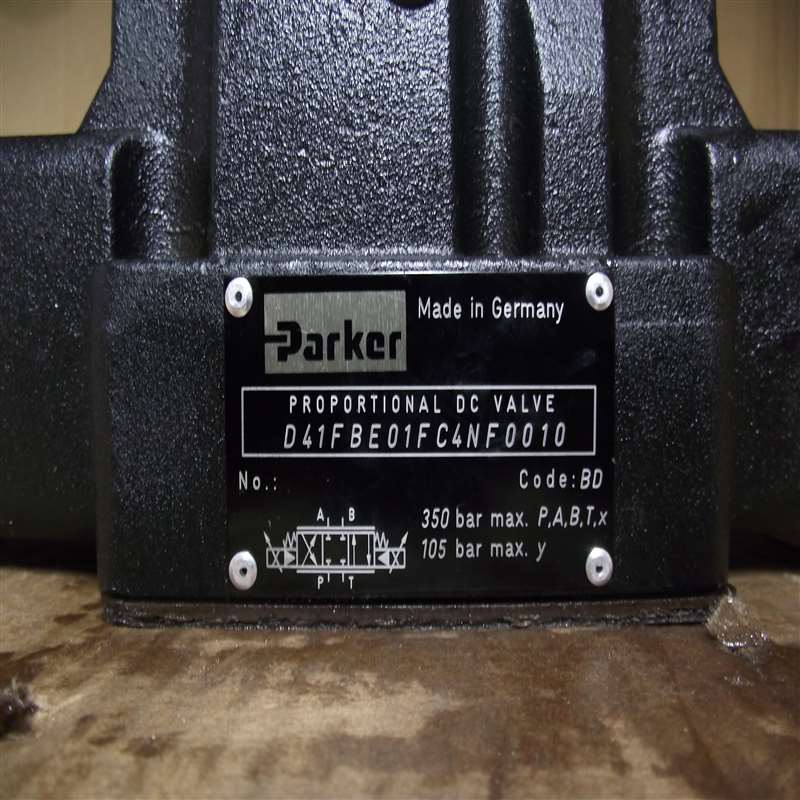 Parker
Made in Germany
PROPORTIONAL DC VALVE
D41FBE01FC4NF0010
No.:
Code:BD
A B
350 bar max. P,A,B,T,x
105 bar max. y
P T